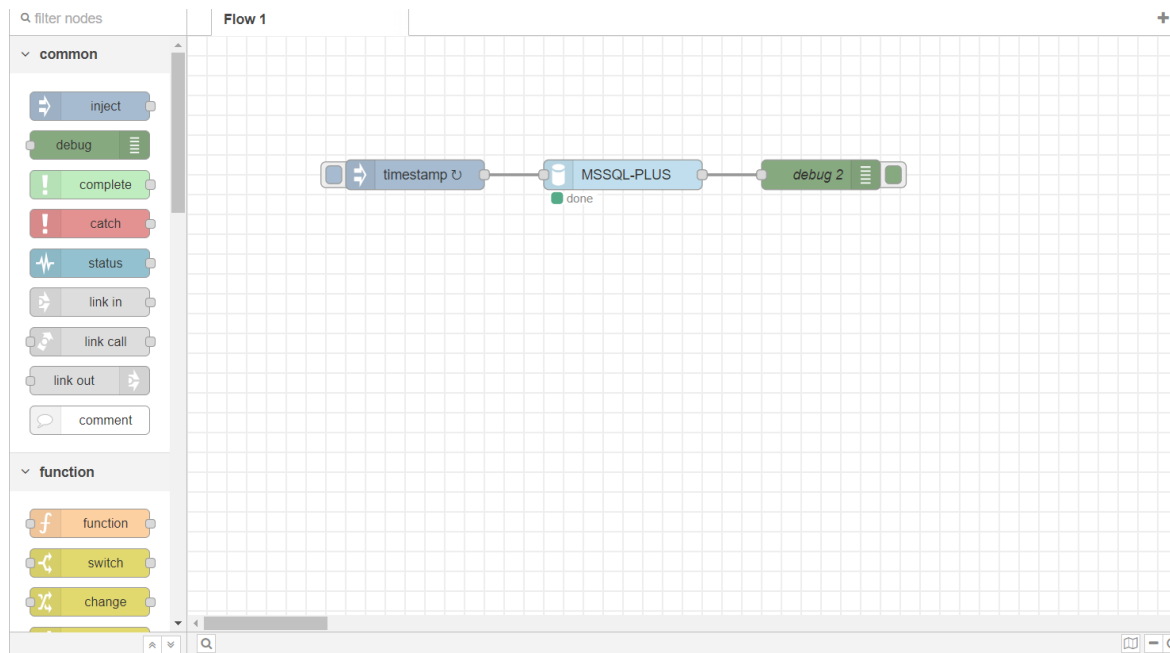 filter nodes
Flow 1
common
inject
debug
complete
catch
status
link in
link call
link out
comment
function
function
switch
change
timestamp ↻
MSSQL-PLUS
done
debug 2